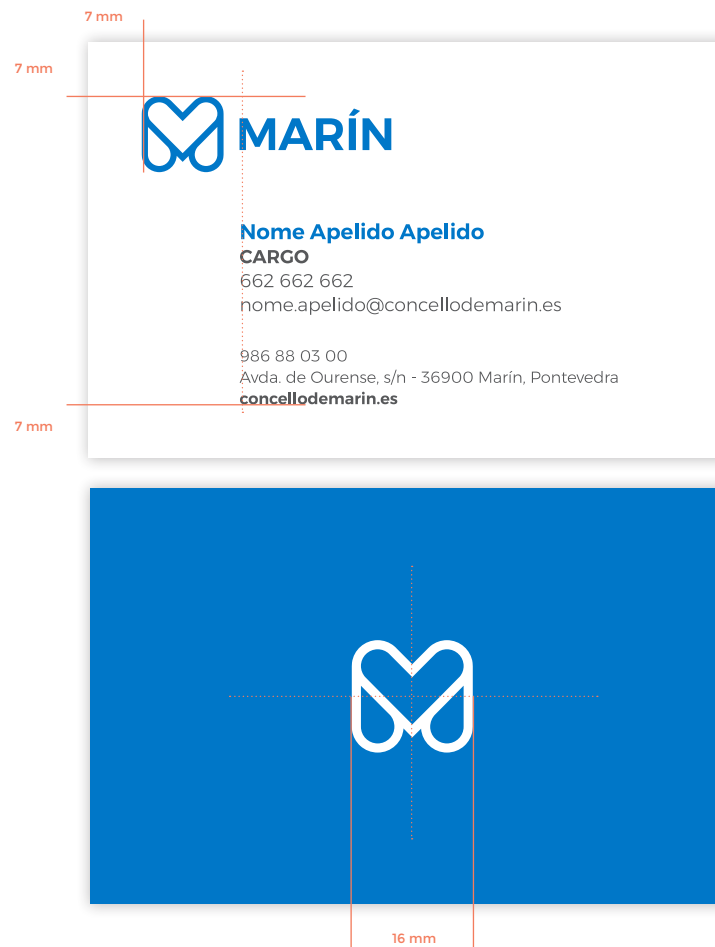 7 mm
7 mm
MARÍN
Nome Apelido Apelido
CARGO
662 662 662
nome.apelido@concellodemarin.es
986 88 03 00
Avda. de Ourense, s/n - 36900 Marín, Pontevedra
concellodemarin.es
7 mm
16 mm